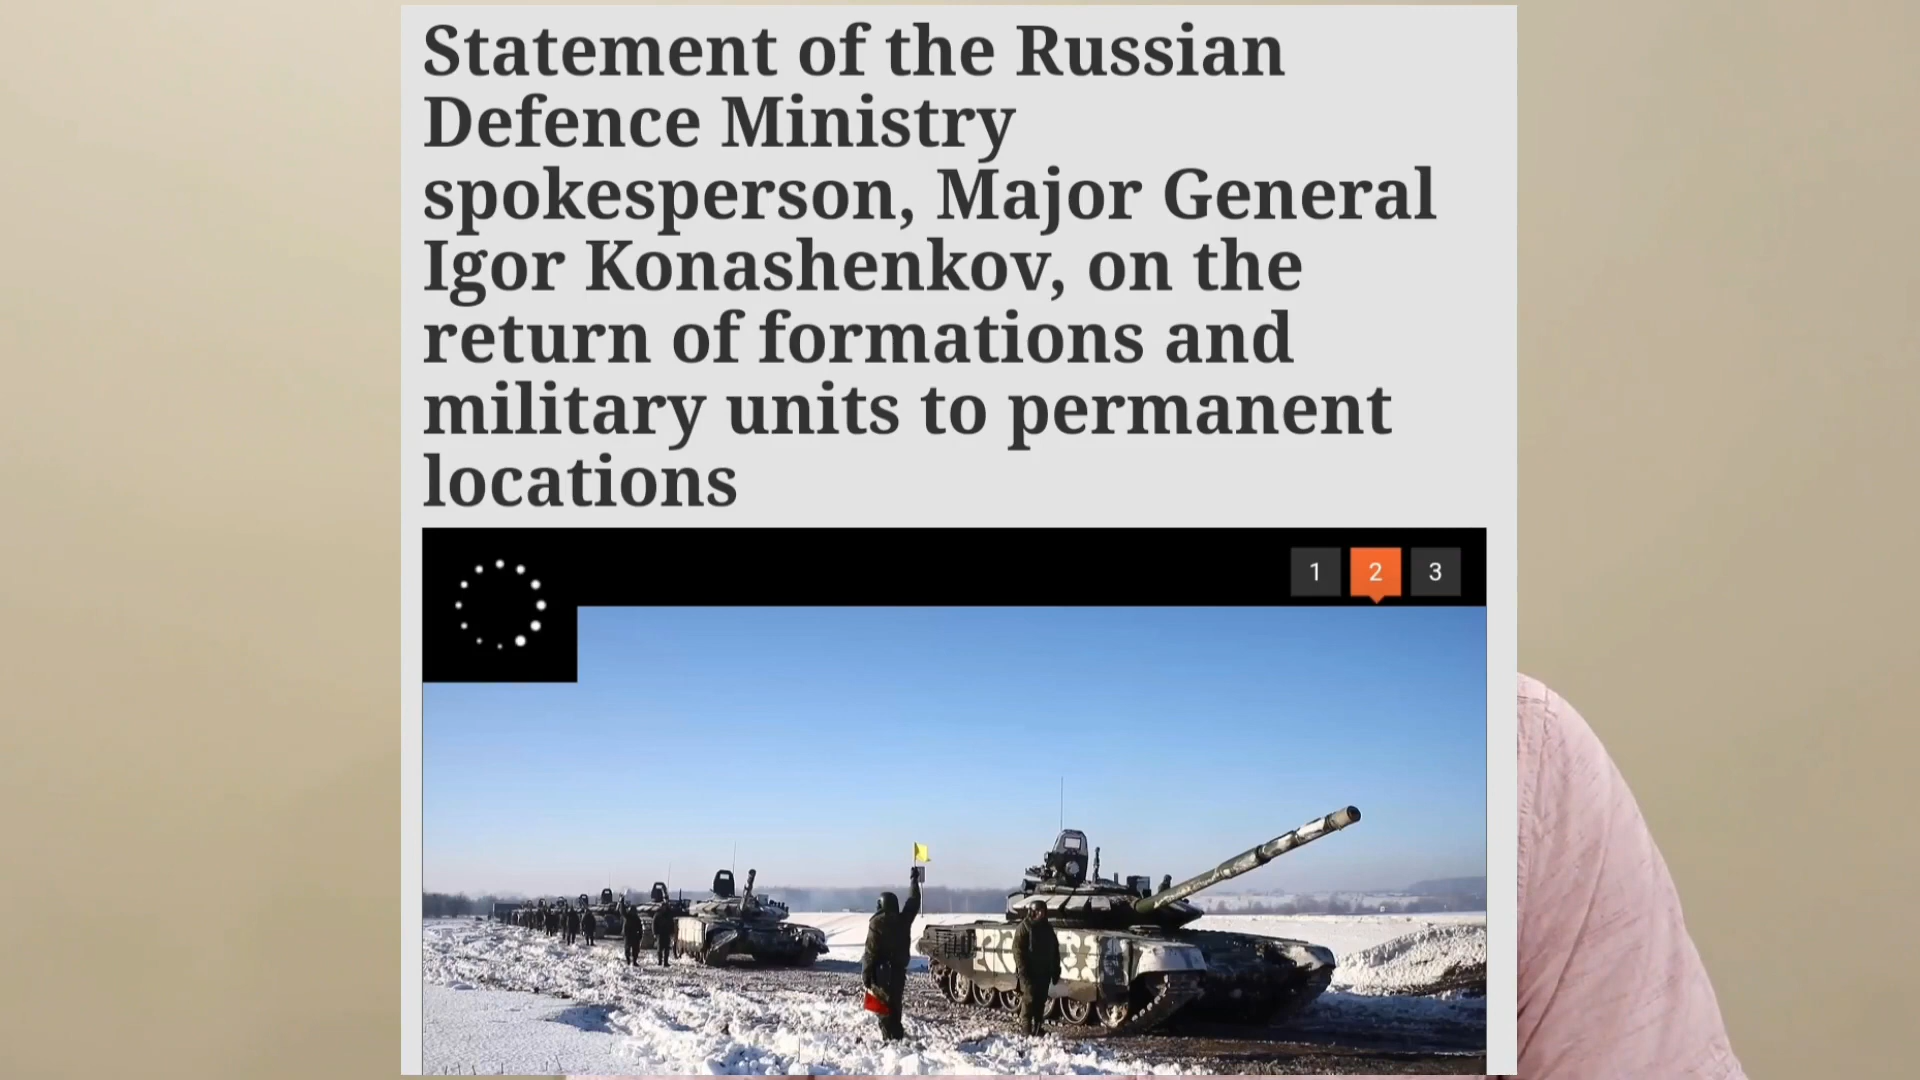 Statement of the Russian
Defence Ministry
spokesperson, Major General
Igor Konashenkov, on the
return of formations and
military units to permanent
locations
1 2 3